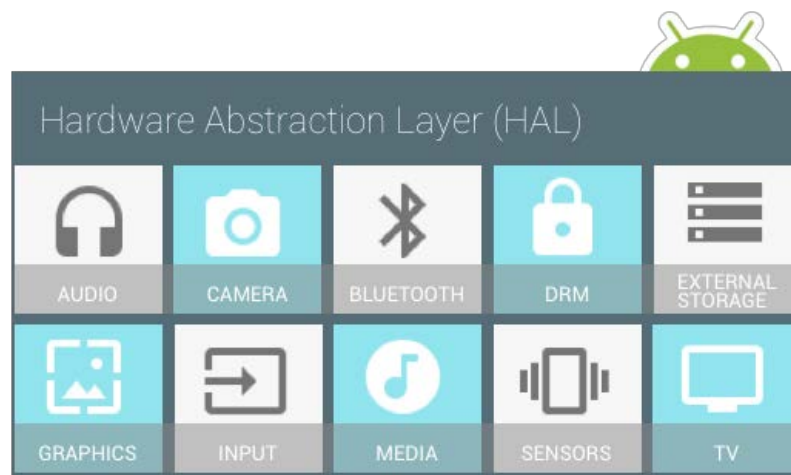 Hardware Abstraction Layer (HAL)
AUDIO
CAMERA
BLUETOOTH
DRM
EXTERNAL
STORAGE
GRAPHICS
INPUT
MEDIA
SENSORS
TV